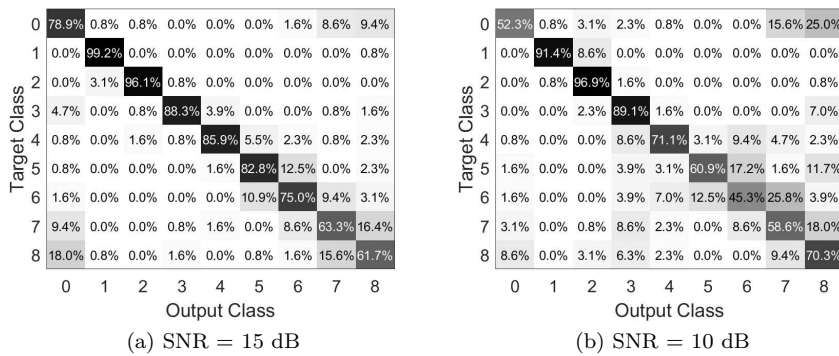 Target Class
0 78.9% 0.8% 0.8% 0.0% 0.0% 0.0% 1.6% 8.6% 9.4%
1 0.0% 99.2% 0.0% 0.0% 0.0% 0.0% 0.0% 0.0% 0.8%
2 0.0% 3.1% 96.1% 0.8% 0.0% 0.0% 0.0% 0.0% 0.0%
3 4.7% 0.0% 0.8% 88.3% 3.9% 0.0% 0.0% 0.8% 1.6%
4 0.8% 0.0% 1.6% 0.8% 85.9% 5.5% 2.3% 0.8% 2.3%
5 0.8% 0.0% 0.0% 0.0% 1.6% 82.8% 12.5% 0.0% 2.3%
6 1.6% 0.0% 0.0% 0.0% 0.0% 10.9% 75.0% 9.4% 3.1%
7 9.4% 0.0% 0.0% 0.8% 1.6% 0.0% 8.6% 63.3% 16.4%
8 18.0% 0.8% 0.0% 1.6% 0.0% 0.8% 1.6% 15.6% 61.7%
0 1 2 3 4 5 6 7 8
Output Class
(a) SNR = 15 dB
Target Class
0 52.3% 0.8% 3.1% 2.3% 0.8% 0.0% 0.0% 15.6% 25.0%
1 0.0% 91.4% 8.6% 0.0% 0.0% 0.0% 0.0% 0.0% 0.0%
2 0.0% 0.8% 96.9% 1.6% 0.0% 0.0% 0.0% 0.0% 0.8%
3 0.0% 0.0% 2.3% 89.1% 1.6% 0.0% 0.0% 0.0% 7.0%
4 0.8% 0.0% 0.0% 8.6% 71.1% 3.1% 9.4% 4.7% 2.3%
5 1.6% 0.0% 0.0% 3.9% 3.1% 60.9% 17.2% 1.6% 11.7%
6 1.6% 0.0% 0.0% 3.9% 7.0% 12.5% 45.3% 25.8% 3.9%
7 3.1% 0.0% 0.8% 8.6% 2.3% 0.0% 8.6% 58.6% 18.0%
8 8.6% 0.0% 3.1% 6.3% 2.3% 0.0% 0.0% 9.4% 70.3%
0 1 2 3 4 5 6 7 8
Output Class
(b) SNR = 10 dB